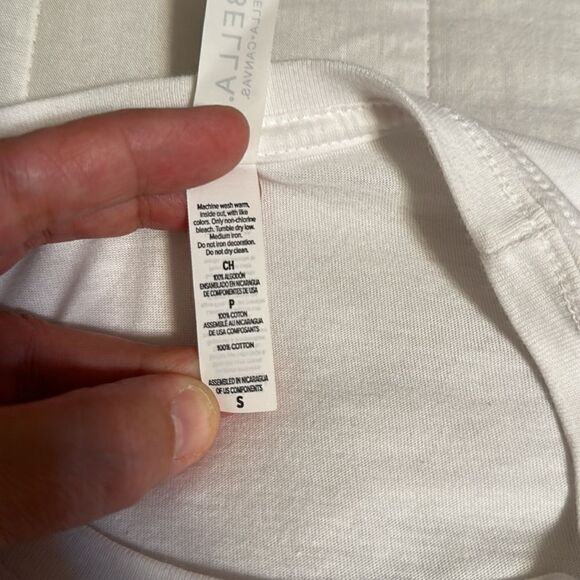 BELLA+CANVAS.
BELLA+
Machine wash warm,
inside out, with like
colors. Only non-chlorine
bleach. Tumble dry low.
Medium iron.
Do not iron decoration.
Do not dry clean.
CH
100% ALGODÓN
ENSAMBLADO EN NICARAGUA
DE COMPONENTES DE USA
P
100% COTON
ASSEMBLÉ AU NICARAGUA
DE USA COMPOSANTS
100% COTTON
ASSEMBLED IN NICARAGUA
OF US COMPONENTS
S